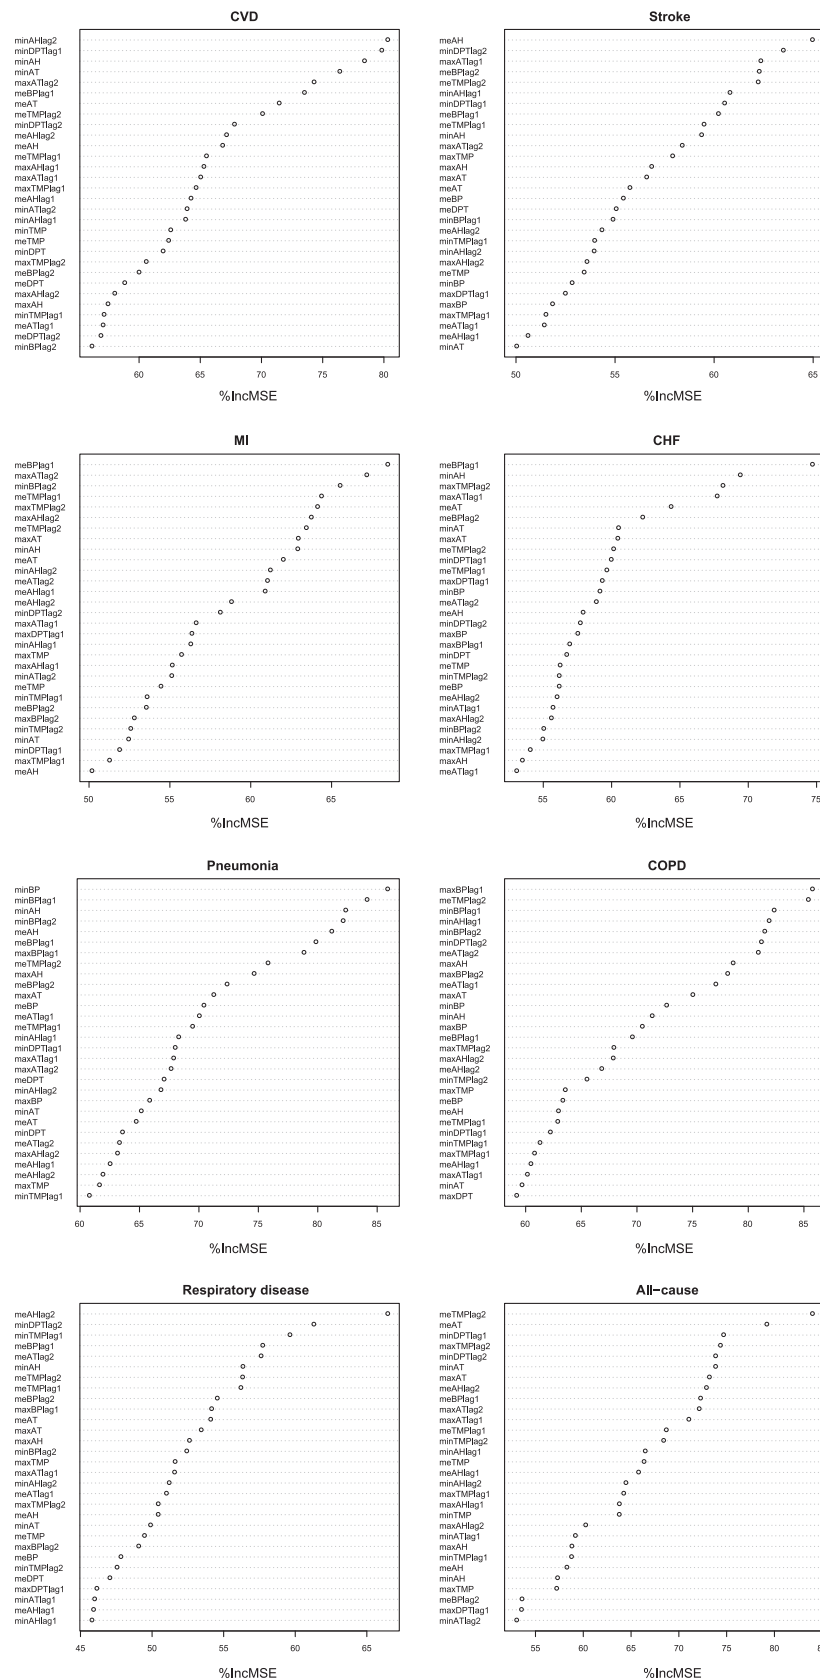 CVD
minAHlag2
minDPTlag1
minAH
minAT
maxATlag2
meBPlag1
meAT
meTMPlag2
minDPTlag2
meAHlag2
meAH
meTMPlag1
maxAHlag1
maxATlag1
maxTMPlag1
meAHlag1
minATlag2
minAHlag1
minTMP
meTMP
minDPT
maxTMPlag2
meBPlag2
meDPT
maxAHlag2
maxAH
minTMPlag1
meATlag1
meDPTlag2
minBPlag2
60 65 70 75 80
%IncMSE
Stroke
meAH
minDPTlag2
maxATlag1
meBPlag2
meTMPlag2
minAHlag1
minDPTlag1
meBPlag1
meTMPlag1
minAH
maxATlag2
maxTMP
maxAH
maxAT
meAT
meBP
meDPT
minBPlag1
meAHlag2
minTMPlag1
minAHlag2
maxAHlag2
meTMP
minBP
maxDPTlag1
maxBP
maxTMPlag1
meATlag1
meAHlag1
minAT
50 55 60 65
%IncMSE
MI
meBPlag1
maxATlag2
minBPlag2
meTMPlag1
maxTMPlag2
maxAHlag2
meTMPlag2
maxAT
minAH
meAT
minAHlag2
meATlag2
meAHlag1
meAHlag2
minDPTlag2
maxATlag1
maxDPTlag1
minAHlag1
maxTMP
maxAHlag1
minATlag2
meTMP
minTMPlag1
meBPlag2
maxBPlag2
minTMPlag2
minAT
minDPTlag1
maxTMPlag1
meAH
50 55 60 65
%IncMSE
CHF
meBPlag1
minAH
maxTMPlag2
maxATlag1
meAT
meBPlag2
minAT
maxAT
meTMPlag2
minDPTlag1
meTMPlag1
maxDPTlag1
minBP
meATlag2
meAH
minDPTlag2
maxBP
maxBPlag1
minDPT
meTMP
minTMPlag2
meBP
meAHlag2
minATlag1
maxAHlag2
minBPlag2
minAHlag2
maxTMPlag1
maxAH
meATlag1
55 60 65 70 75
%IncMSE
Pneumonia
minBP
minBPlag1
minAH
minBPlag2
meAH
meBPlag1
maxBPlag1
meTMPlag2
maxAH
meBPlag2
maxAT
meBP
meATlag1
meTMPlag1
minAHlag1
minDPTlag1
maxATlag1
maxATlag2
meDPT
minAHlag2
maxBP
minAT
meAT
minDPT
meATlag2
maxAHlag2
meAHlag1
meAHlag2
maxTMP
minTMPlag1
60 65 70 75 80 85
%IncMSE
COPD
maxBPlag1
meTMPlag2
minBPlag1
minAHlag1
minBPlag2
minDPTlag2
meATlag2
maxAH
maxBPlag2
meATlag1
maxAT
minBP
minAH
maxBP
meBPlag1
maxTMPlag2
maxAHlag2
meAHlag2
minTMPlag2
maxTMP
meBP
meAH
meTMPlag1
minDPTlag1
minTMPlag1
maxTMPlag1
meAHlag1
maxATlag1
minAT
maxDPT
60 65 70 75 80 85
%IncMSE
Respiratory disease
meAHlag2
minDPTlag2
minTMPlag1
meBPlag1
meATlag2
minAH
meTMPlag2
meTMPlag1
meBPlag2
maxBPlag1
meAT
maxAT
maxAH
minBPlag2
maxTMP
maxATlag1
minAHlag2
meATlag1
maxTMPlag2
meAH
minAT
meTMP
maxBPlag2
meBP
minTMPlag2
meDPT
maxDPTlag1
minATlag1
meAHlag1
minAHlag1
45 50 55 60 65
%IncMSE
All−cause
meTMPlag2
meAT
minDPTlag1
maxTMPlag2
minDPTlag2
minAT
maxAT
meAHlag2
meBPlag1
maxATlag2
maxATlag1
meTMPlag1
minTMPlag2
minAHlag1
meTMP
meAHlag1
minAHlag2
maxTMPlag1
maxAHlag1
minTMP
maxAHlag2
minATlag1
maxAH
minTMPlag1
meAH
minAH
maxTMP
meBPlag2
maxDPTlag1
minATlag2
55 60 65 70 75 80
%IncMSE